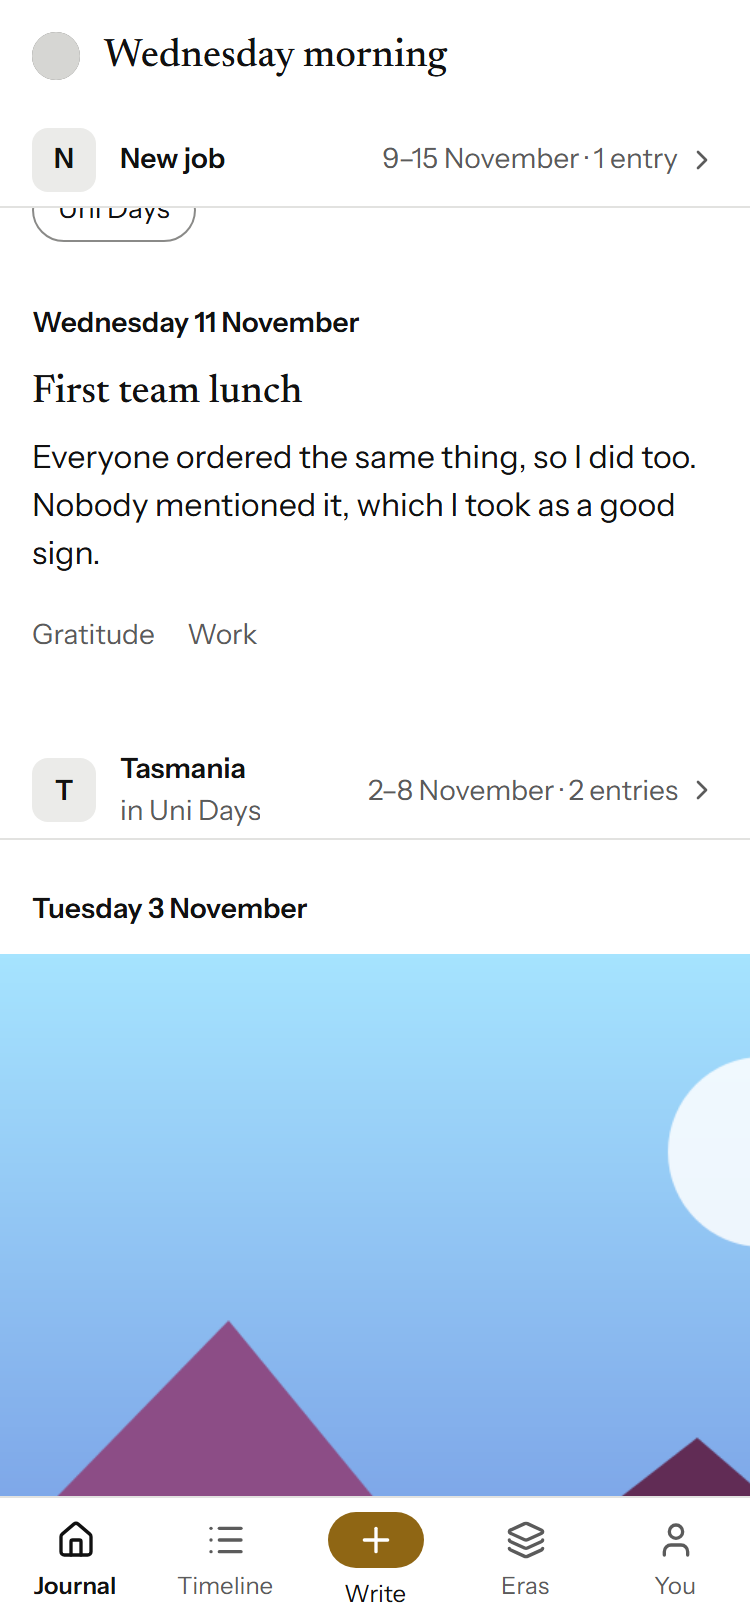 Wednesday morning
N New job 9–15 November · 1 entry
Uni Days
Wednesday 11 November
First team lunch
Everyone ordered the same thing, so I did too.
Nobody mentioned it, which I took as a good
sign.
Gratitude Work
T Tasmania 2–8 November · 2 entries
in Uni Days
Tuesday 3 November
Journal Timeline Write Eras You